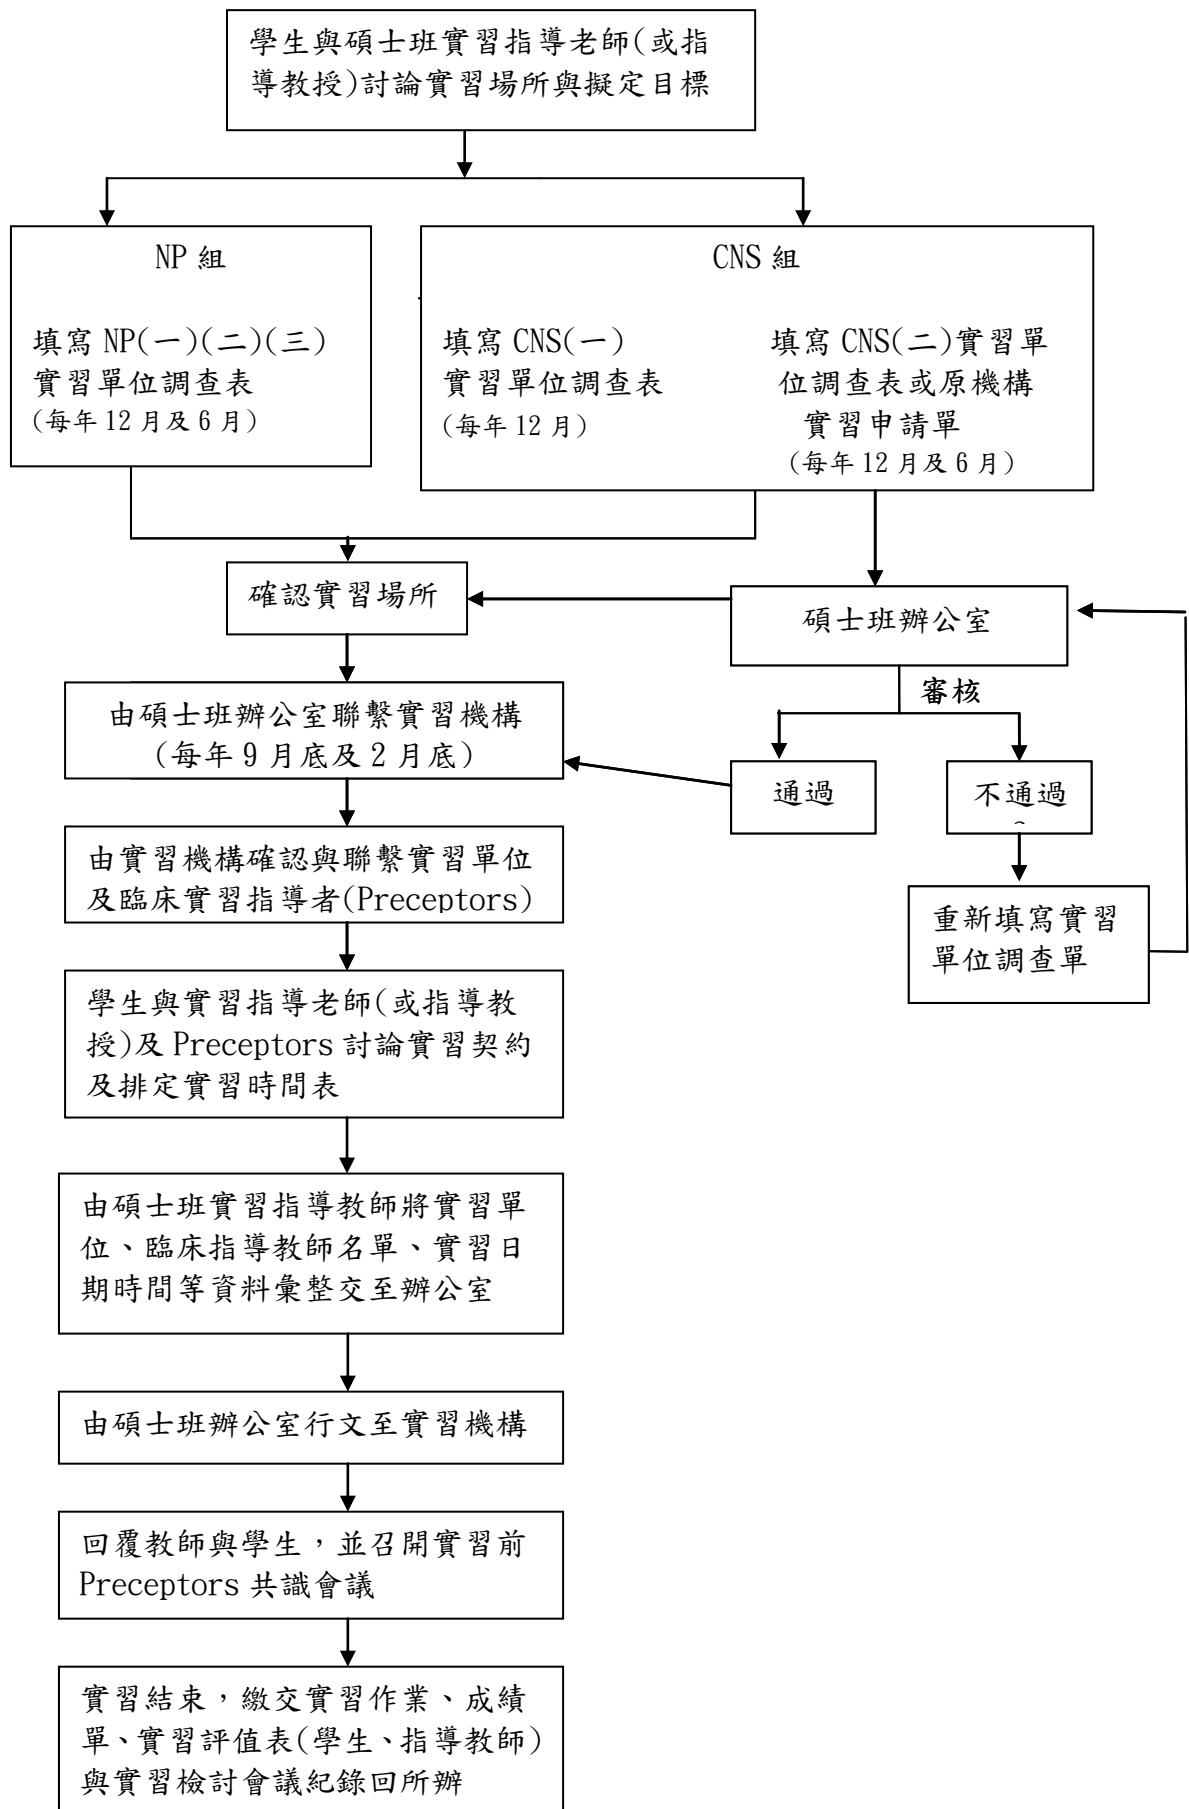 學生與碩士班實習指導老師(或指
導教授)討論實習場所與擬定目標
NP 組
填寫 NP(一)(二)(三)
實習單位調查表
(每年 12 月及 6 月)
CNS 組
填寫 CNS(一)
實習單位調查表
(每年 12 月)
填寫 CNS(二)實習單
位調查表或原機構
實習申請單
(每年 12 月及 6 月)
確認實習場所
碩士班辦公室
審核
由碩士班辦公室聯繫實習機構
(每年 9 月底及 2 月底)
通過
不通過
由實習機構確認與聯繫實習單位
及臨床實習指導者(Preceptors)
重新填寫實習
單位調查單
學生與實習指導老師(或指導教
授)及 Preceptors 討論實習契約
及排定實習時間表
由碩士班實習指導教師將實習單
位、臨床指導教師名單、實習日
期時間等資料彙整交至辦公室
由碩士班辦公室行文至實習機構
回覆教師與學生，並召開實習前
Preceptors 共識會議
實習結束，繳交實習作業、成績
單、實習評值表(學生、指導教師)
與實習檢討會議紀錄回所辦